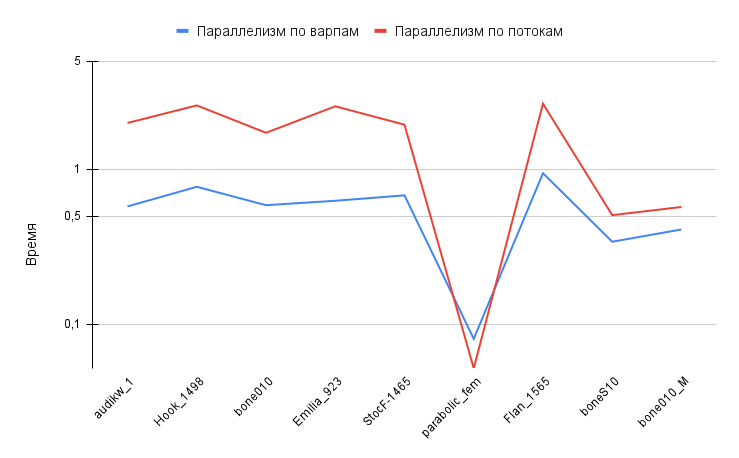 Параллелизм по варпам Параллелизм по потокам
5
1
0,5
0,1
Время
audikw_1
Hook_1498
bone010
Emilia_923
StocF-1465
parabolic_fem
Flan_1565
boneS10
bone010_M